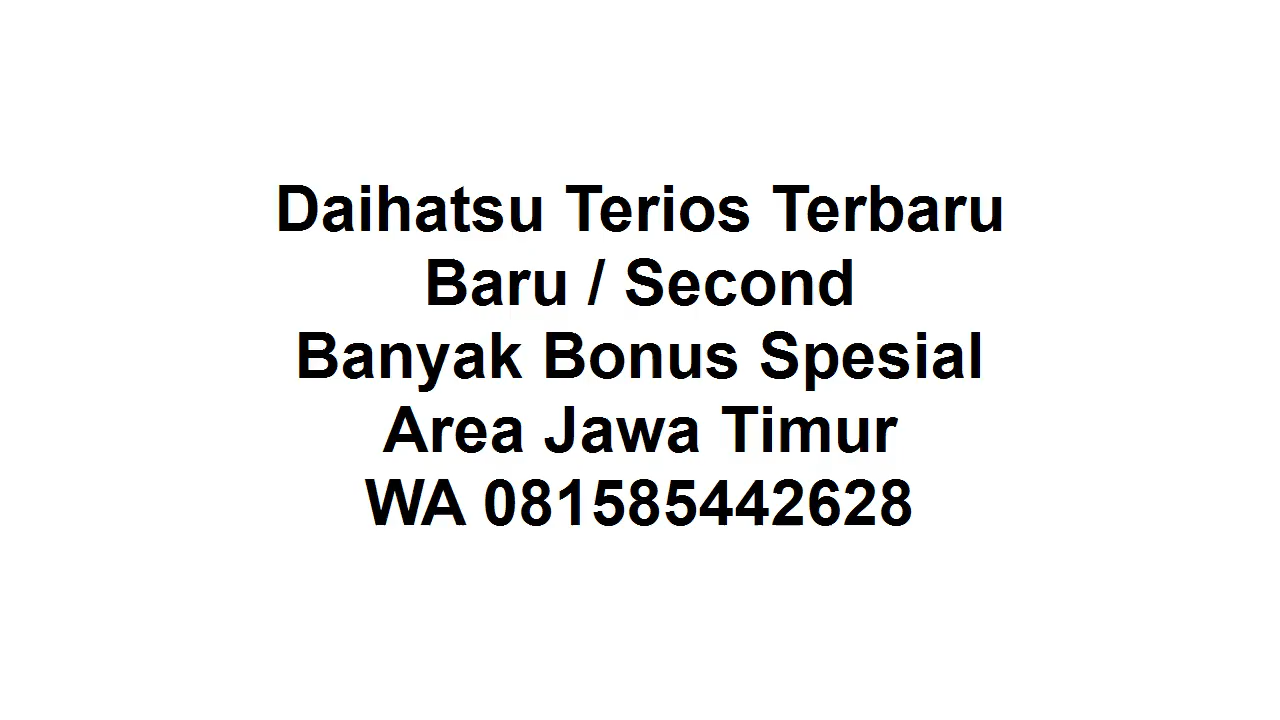 Daihatsu Terios Terbaru
Baru / Second
Banyak Bonus Spesial
Area Jawa Timur
WA 081585442628